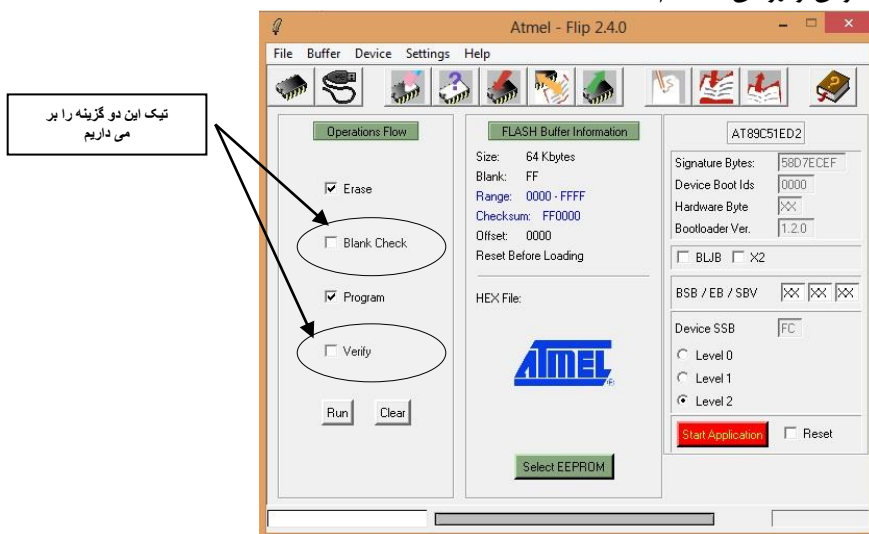 Atmel - Flip 2.4.0
File Buffer Device Settings Help
تیک این دو گزینه را بر
می داریم
Operations Flow
Erase
Blank Check
Program
Verify
Run Clear
FLASH Buffer Information
Size: 64 Kbytes
Blank: FF
Range: 0000 - FFFF
Checksum: FF0000
Offset: 0000
Reset Before Loading
HEX File:
ATMEL
Select EEPROM
AT89C51ED2
Signature Bytes: 58D7ECEF
Device Boot Ids 0000
Hardware Byte XX
Bootloader Ver. 1.2.0
BLJB X2
BSB / EB / SBV XX XX XX
Device SSB FC
Level 0
Level 1
Level 2
Start Application Reset